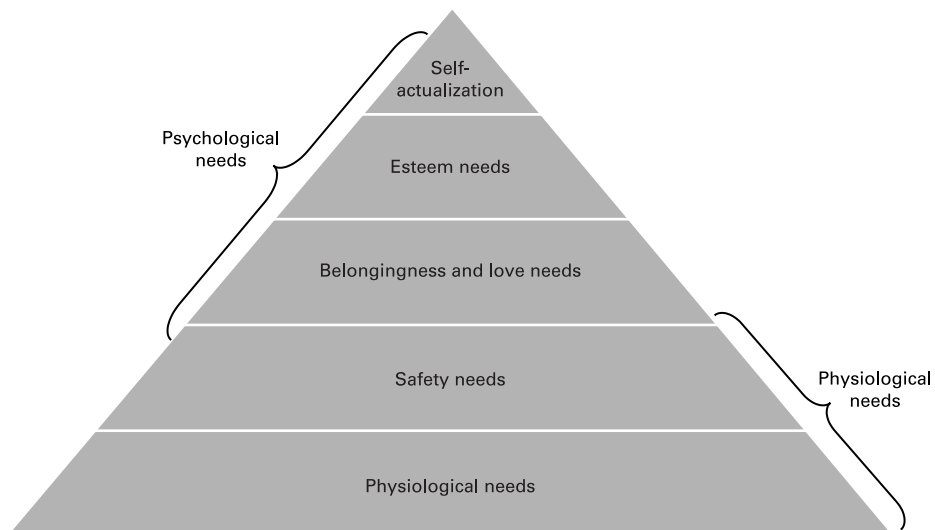 Self-
actualization
Psychological
needs
Esteem needs
Belongingness and love needs
Safety needs
Physiological
needs
Physiological needs